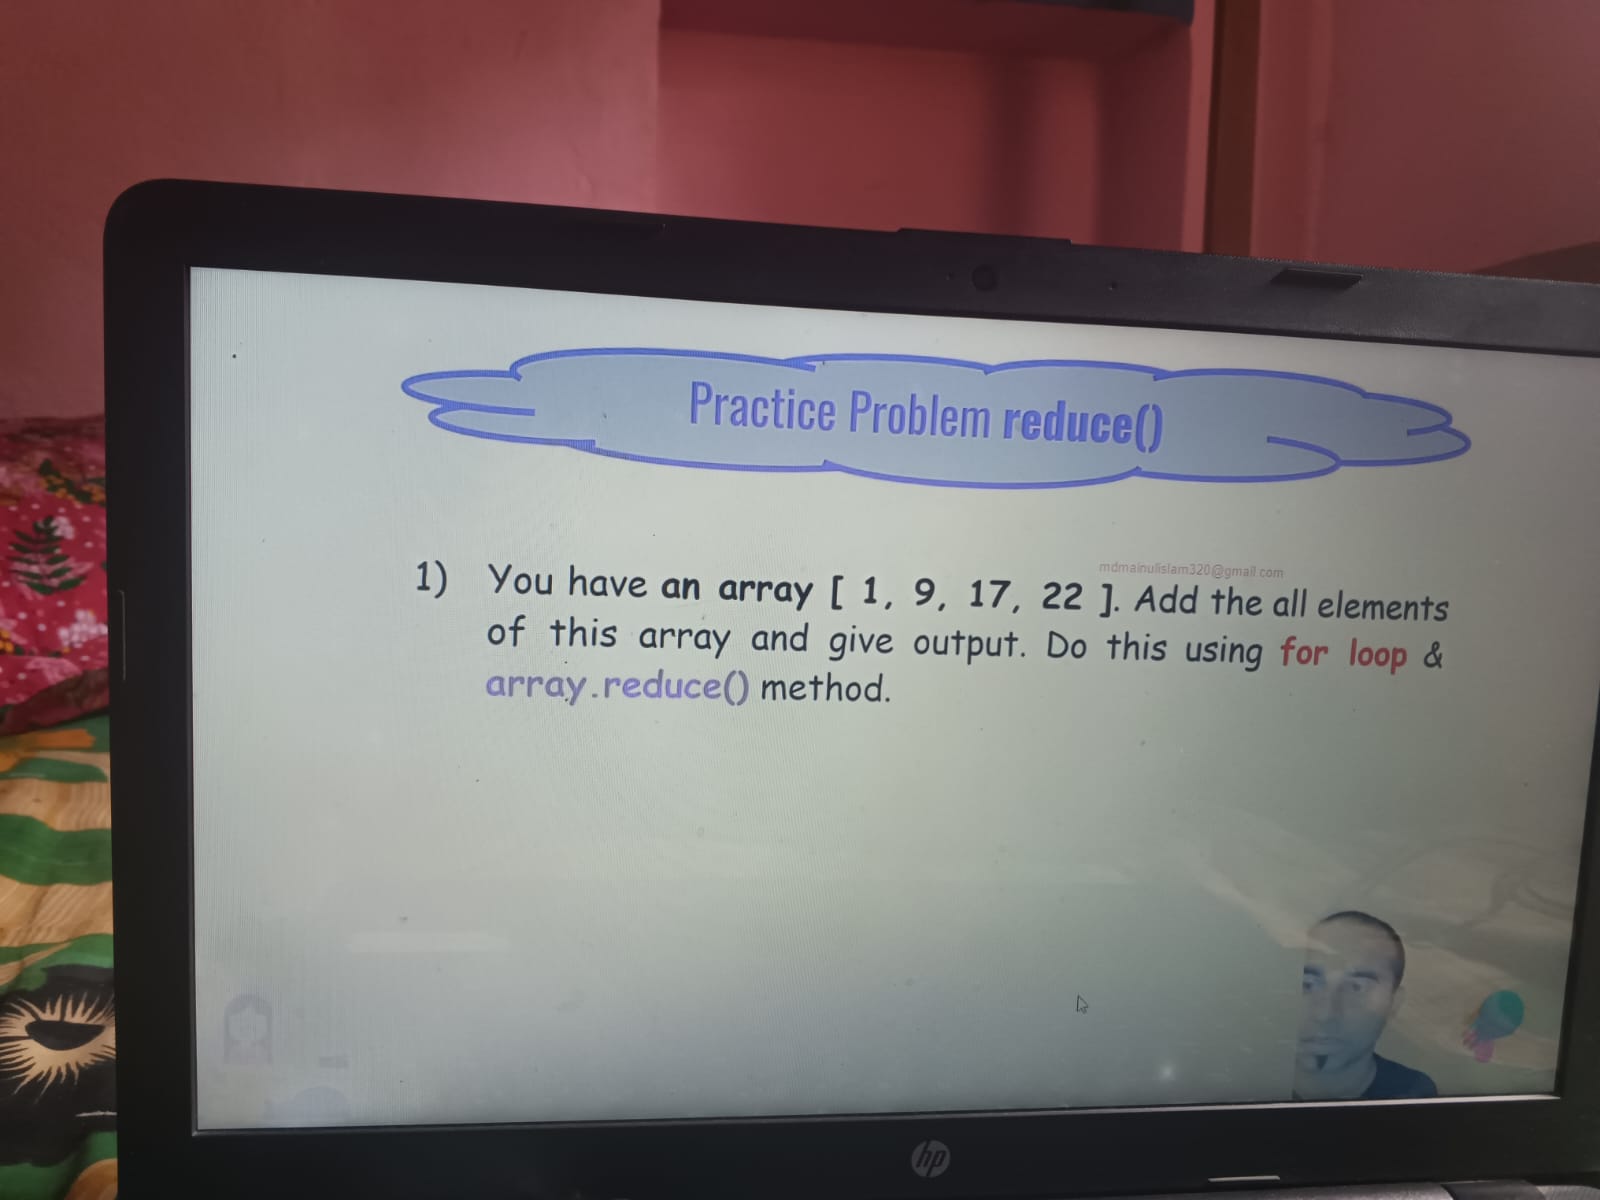 Practice Problem reduce()
mdmainulislam320@gmail.com
1) You have an array [ 1, 9, 17, 22 ]. Add the all elements
of this array and give output. Do this using for loop &
array.reduce() method.
hp